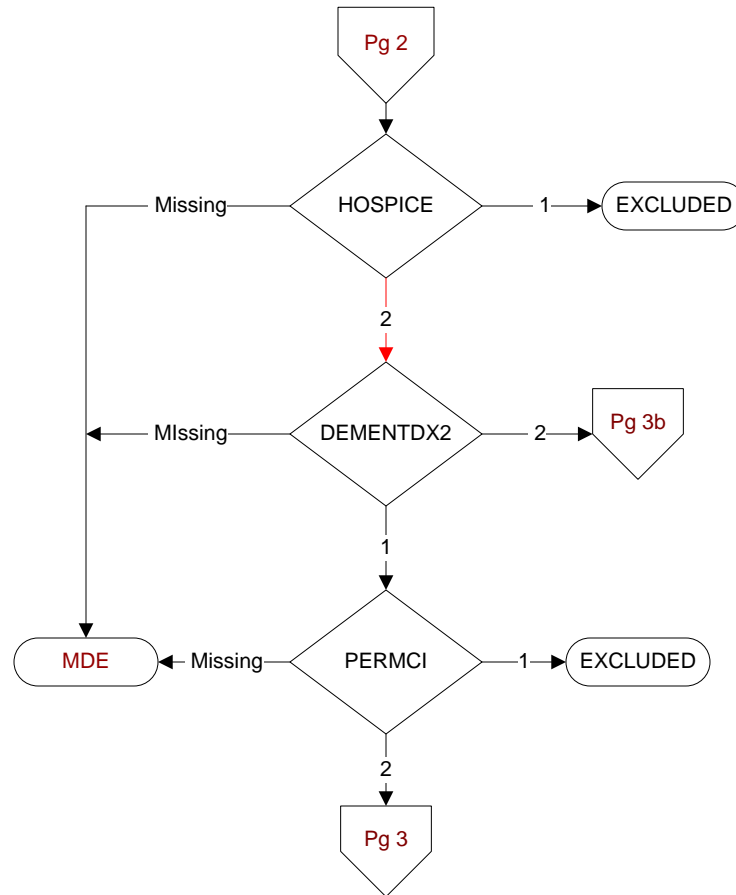 Pg 2
Missing
HOSPICE
1
EXCLUDED
2
MIssing
DEMENTDX2
2
Pg 3b
1
MDE
Missing
PERMCI
1
EXCLUDED
2
Pg 3